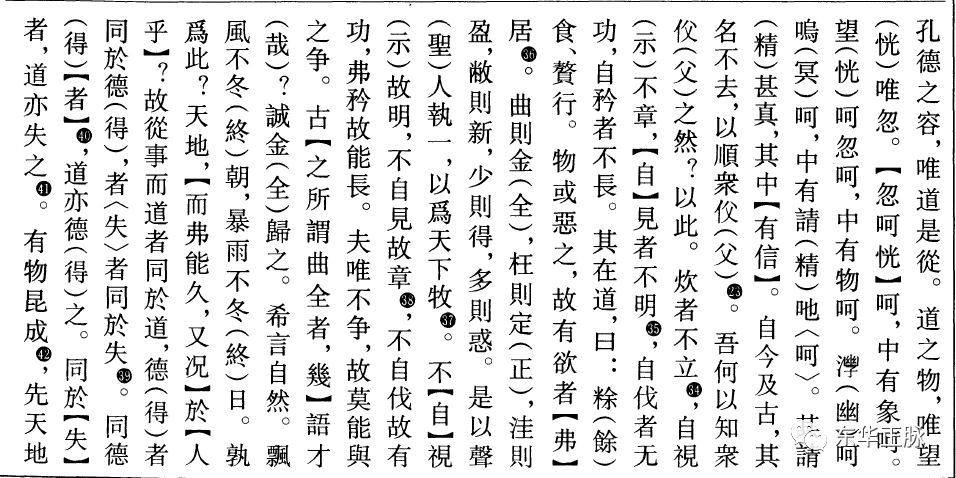 孔德之容，唯道是從。　道之物，唯望
(恍)唯忽。【忽呵恍】呵，中有象呵。
望(恍)呵忽呵，中有物呵。(幽呵
嗚(冥)呵，中有請(精)吔〈呵〉。其請
(精)甚真，其中【有信】。　自今及古，其
名不去，以順衆仪(父)㉓。吾何以知衆
仪(父)之然？以此。　炊者不立㉞，自視
(示)不章，【自】見者不明㉟，自伐者无
功，自矜者不長。其在道，曰：粽(餘)
食、贅行。物或惡之，故有欲者【弗】
居㊱。　曲則金(全)，枉則定(正)，洼則
盈，敝則新，少則得，多則惑。是以聲
(聖)人執一，以爲天下牧㊲。不【自】視
(示)故明，不自見故章㊳，不自伐故有
功，弗矜故能長。夫唯不争，故莫能與
之争。古【之所謂曲全者，幾】語才
(哉)？誠金(全)歸之。　希言自然。飄
風不冬(終)朝，暴雨不冬(終)日。孰
爲此？天地，【而弗能久，又况】於【人
乎】？故從事而道者同於道，德(得)者
同於德(得)，者〈失〉者同於失㊴。同德
(得)【者】㊵，道亦德(得)之。同於【失】
者，道亦失之㊶。　有物昆成㊷，先天地
东华脉